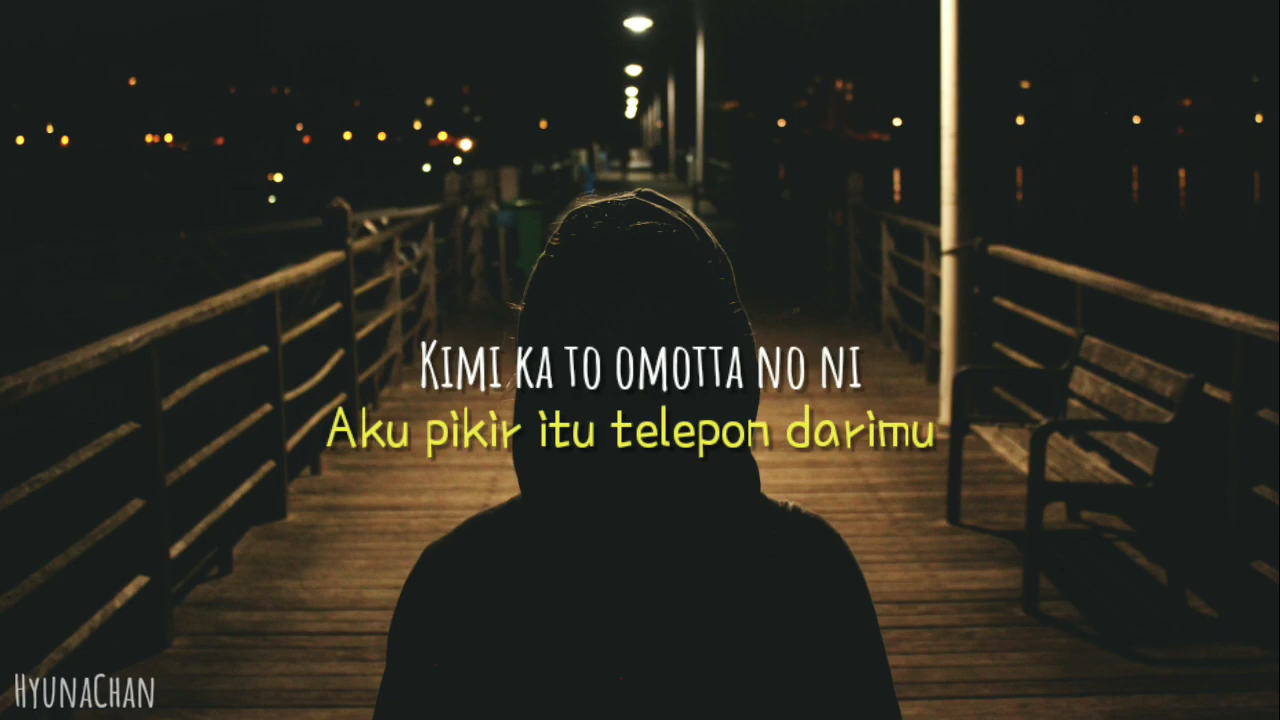 Kimi ka to omotta no ni
Aku pikir itu telepon darimu
HyunaChan